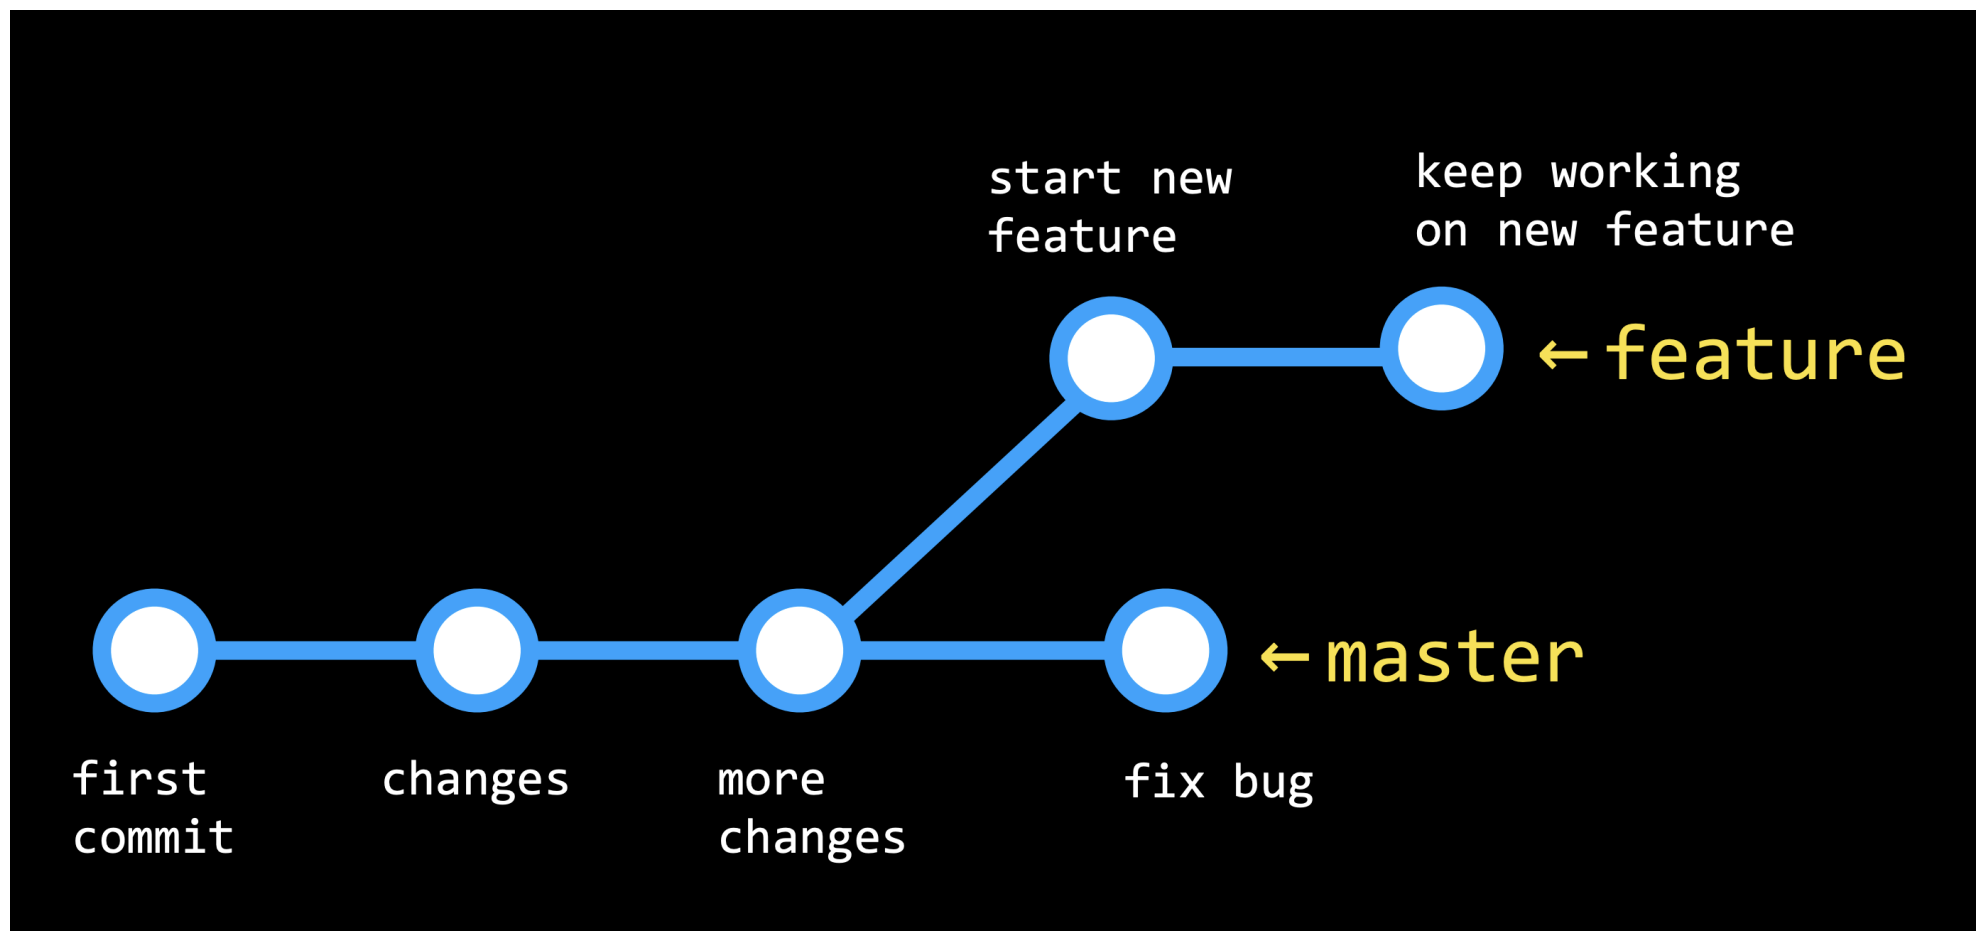 start new
feature
keep working
on new feature
← feature
← master
first
commit
changes
more
changes
fix bug